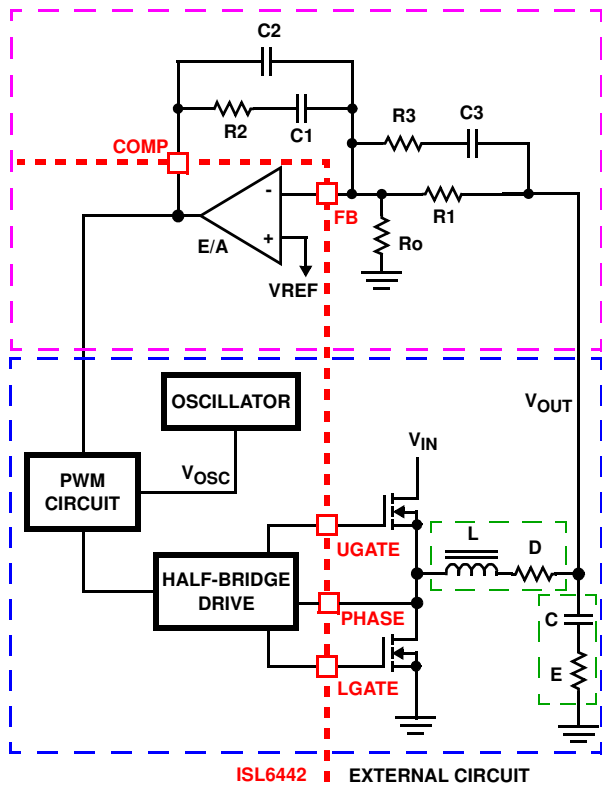 C2
R2
C1
R3
C3
COMP
-
FB
R1
E/A
+
Ro
VREF
OSCILLATOR
VOUT
VIN
PWM
CIRCUIT
VOSC
UGATE
L
D
HALF-BRIDGE
DRIVE
PHASE
C
LGATE
E
ISL6442
EXTERNAL CIRCUIT